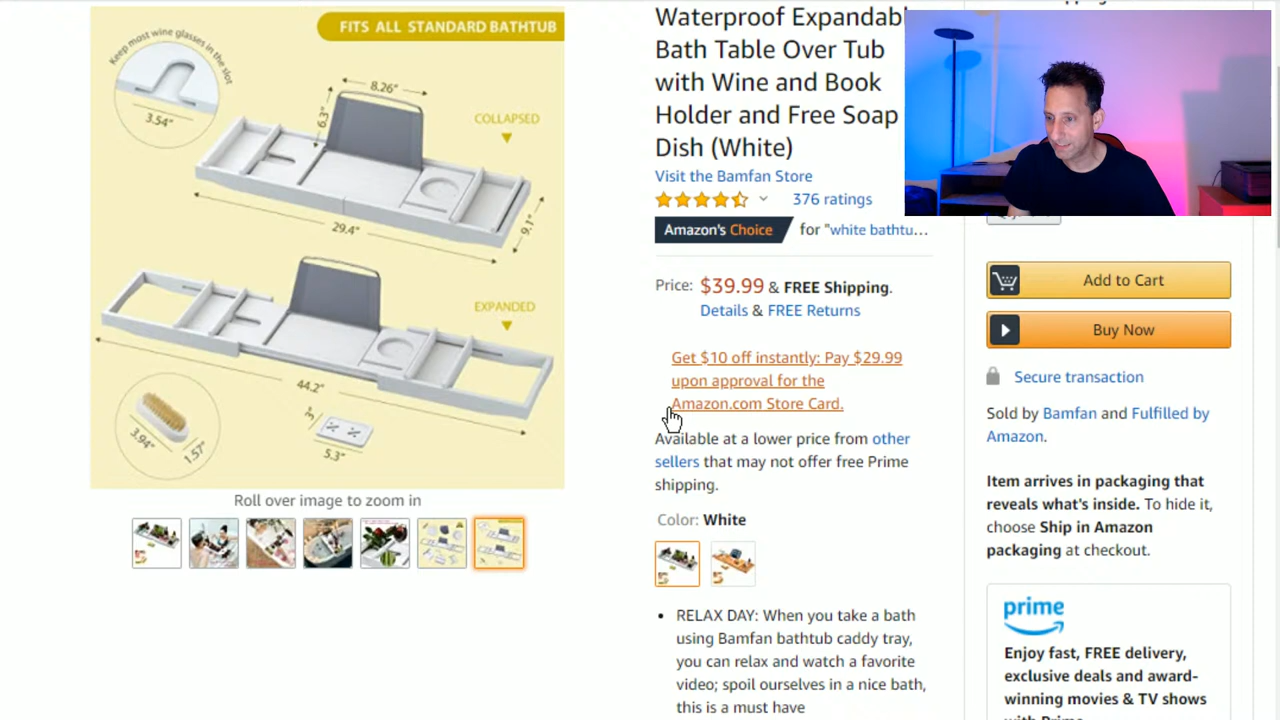 FITS ALL STANDARD BATHTUB
Keep most wine glasses in the slot
3.54"
8.26"
6.3"
COLLAPSED
29.4"
9.1"
EXPANDED
44.2"
3.94"
1.57"
3"
5.3"
Roll over image to zoom in
Waterproof Expandabl
Bath Table Over Tub
with Wine and Book
Holder and Free Soap
Dish (White)
Visit the Bamfan Store
376 ratings
Amazon's Choice for "white bathtu...
Price: $39.99 & FREE Shipping.
Details & FREE Returns
Get $10 off instantly: Pay $29.99
upon approval for the
Amazon.com Store Card.
Available at a lower price from other
sellers that may not offer free Prime
shipping.
Color: White
• RELAX DAY: When you take a bath
using Bamfan bathtub caddy tray,
you can relax and watch a favorite
video; spoil ourselves in a nice bath,
this is a must have
Add to Cart
Buy Now
Secure transaction
Sold by Bamfan and Fulfilled by
Amazon.
Item arrives in packaging that
reveals what's inside. To hide it,
choose Ship in Amazon
packaging at checkout.
prime
Enjoy fast, FREE delivery,
exclusive deals and award-
winning movies & TV shows
with Prime